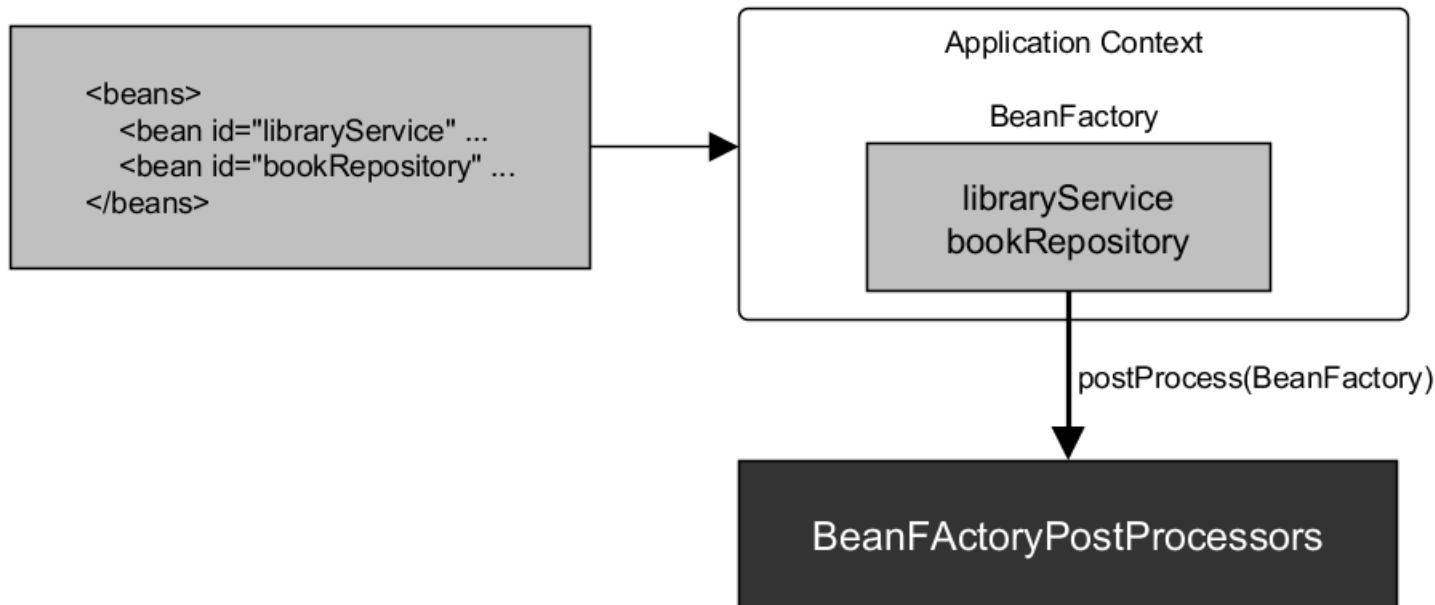 <beans>
<bean id="libraryService" ...
<bean id="bookRepository" ...
</beans>
Application Context
BeanFactory
libraryService
bookRepository
postProcess(BeanFactory)
BeanFActoryPostProcessors